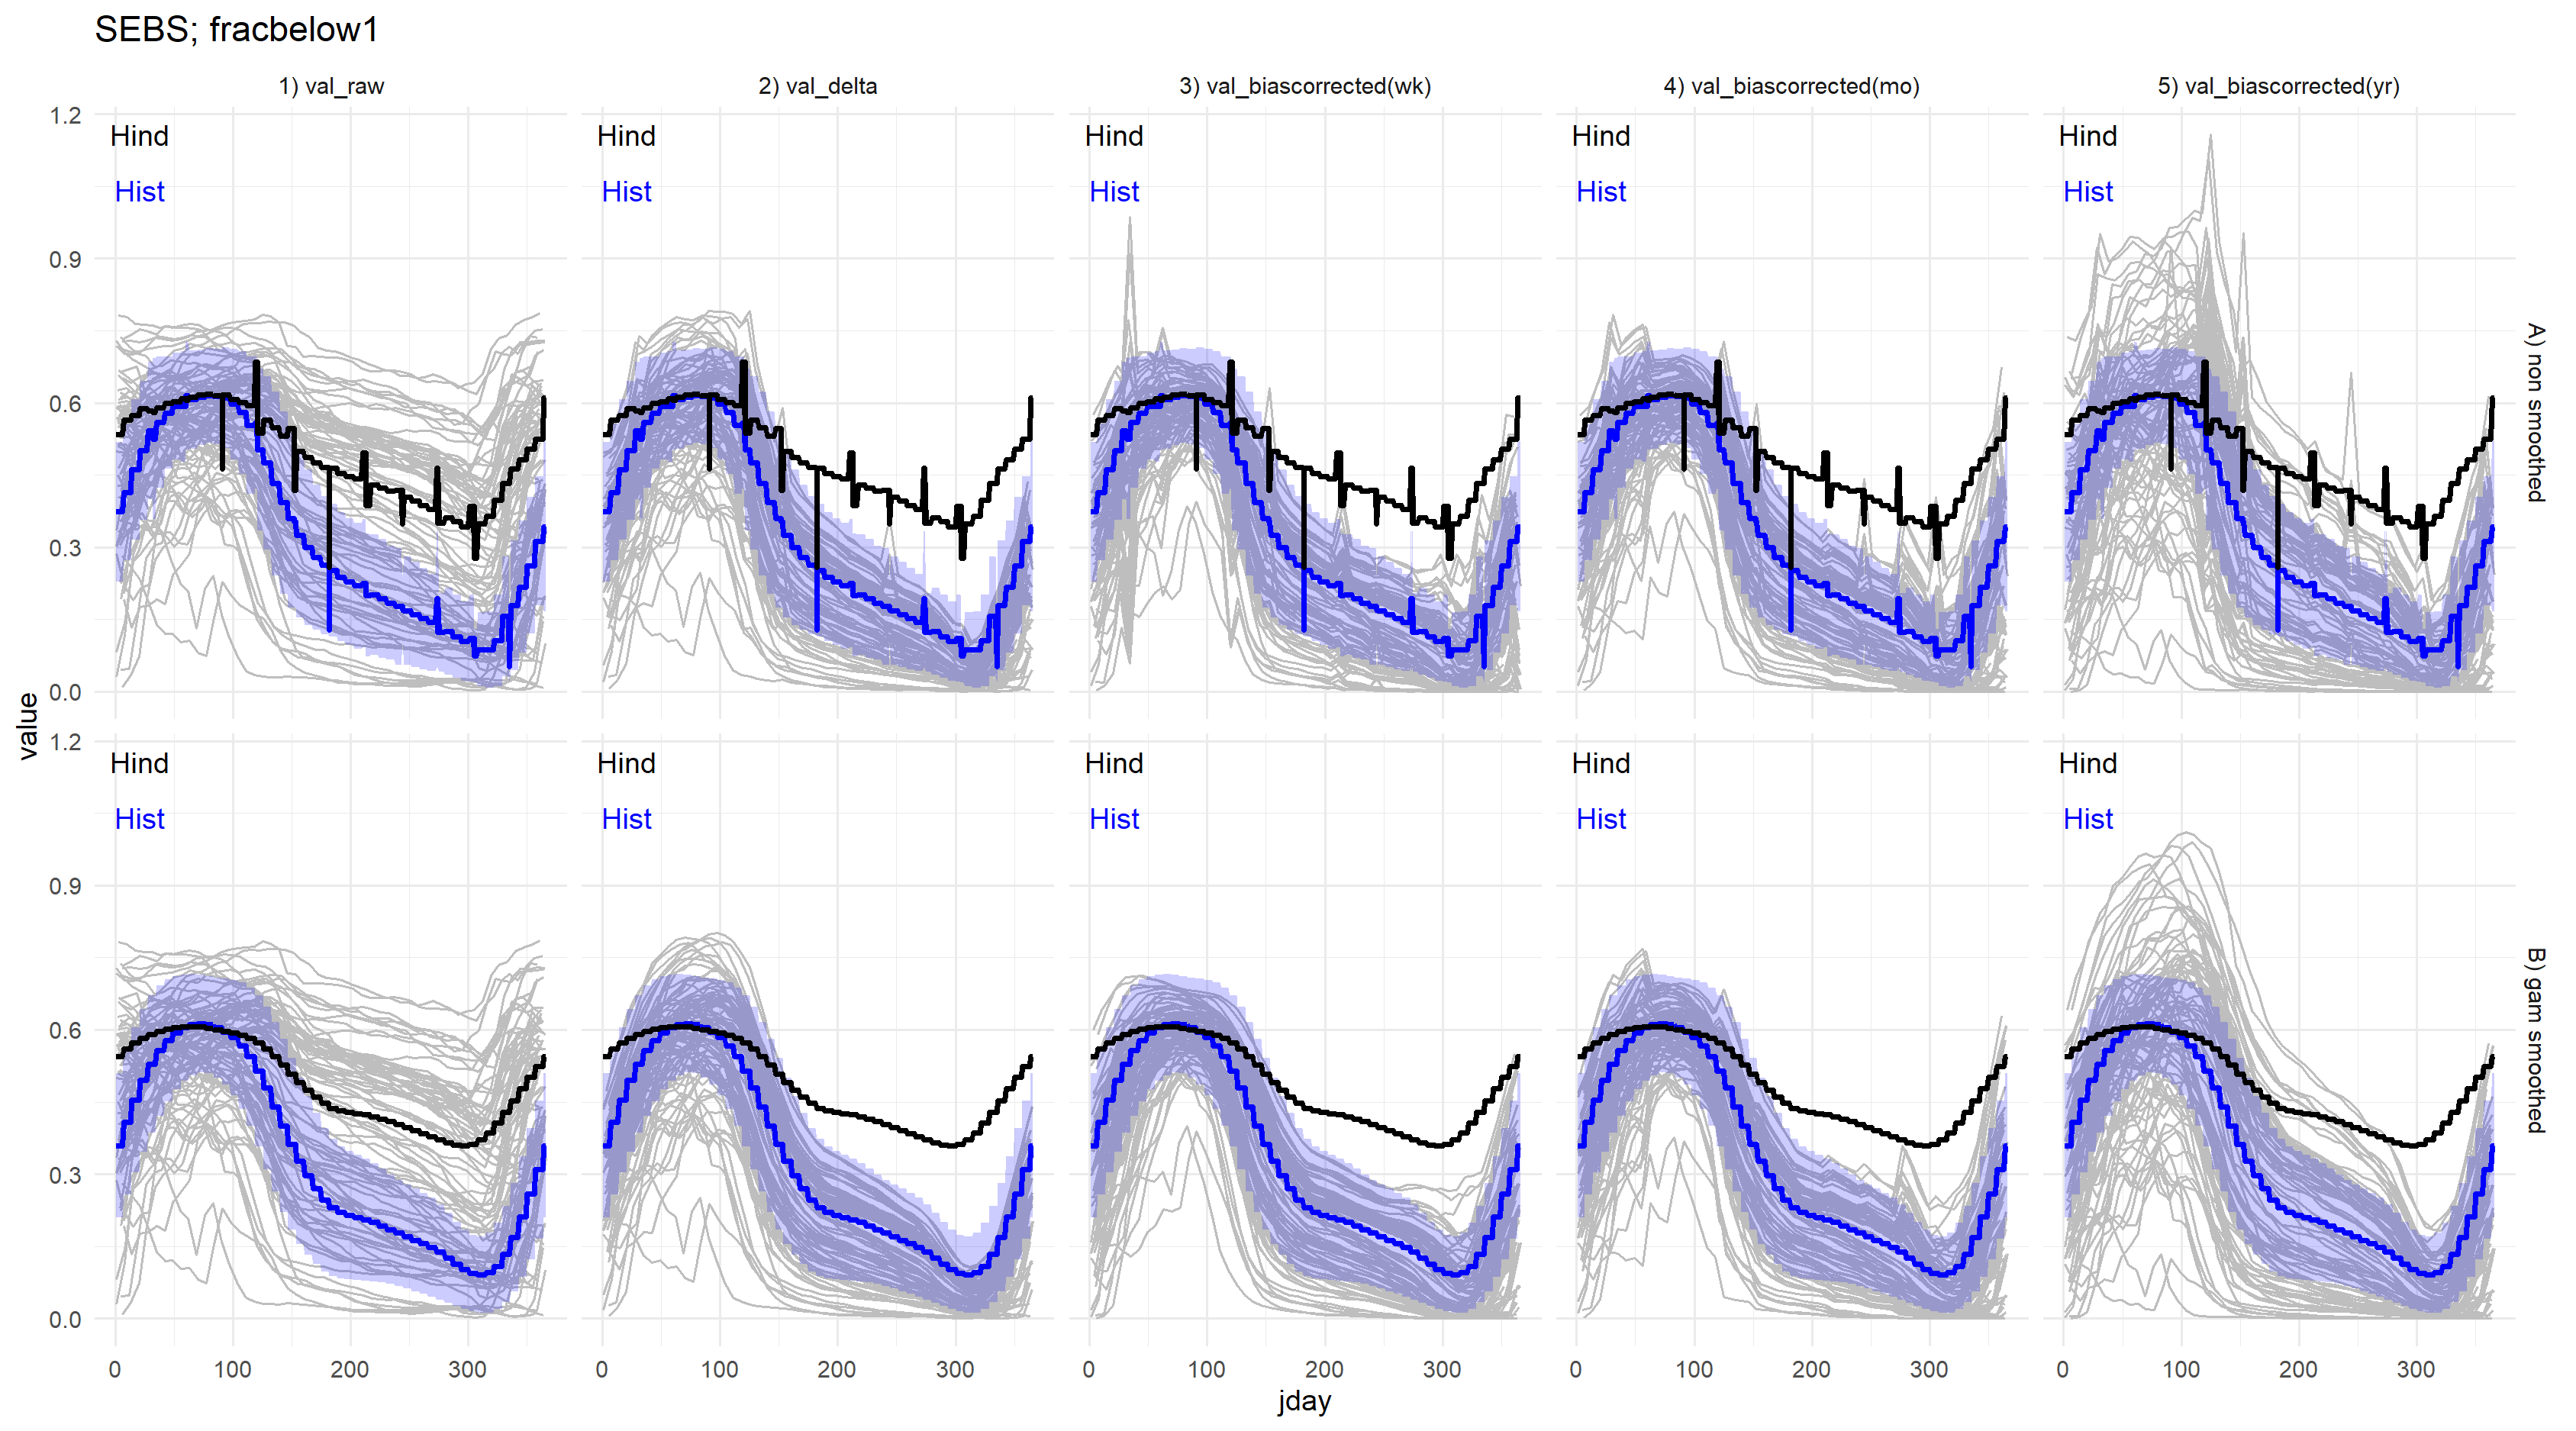 SEBS; fracbelow1
1) val_raw
2) val_delta
3) val_biascorrected(wk)
4) val_biascorrected(mo)
5) val_biascorrected(yr)
1.2
0.9
0.6
0.3
0.0
Hind
Hist
Hind
Hist
Hind
Hist
Hind
Hist
Hind
Hist
A) non smoothed
value
1.2
0.9
0.6
0.3
0.0
Hind
Hist
Hind
Hist
Hind
Hist
Hind
Hist
Hind
Hist
B) gam smoothed
0 100 200 300
0 100 200 300
0 100 200 300
0 100 200 300
0 100 200 300
jday